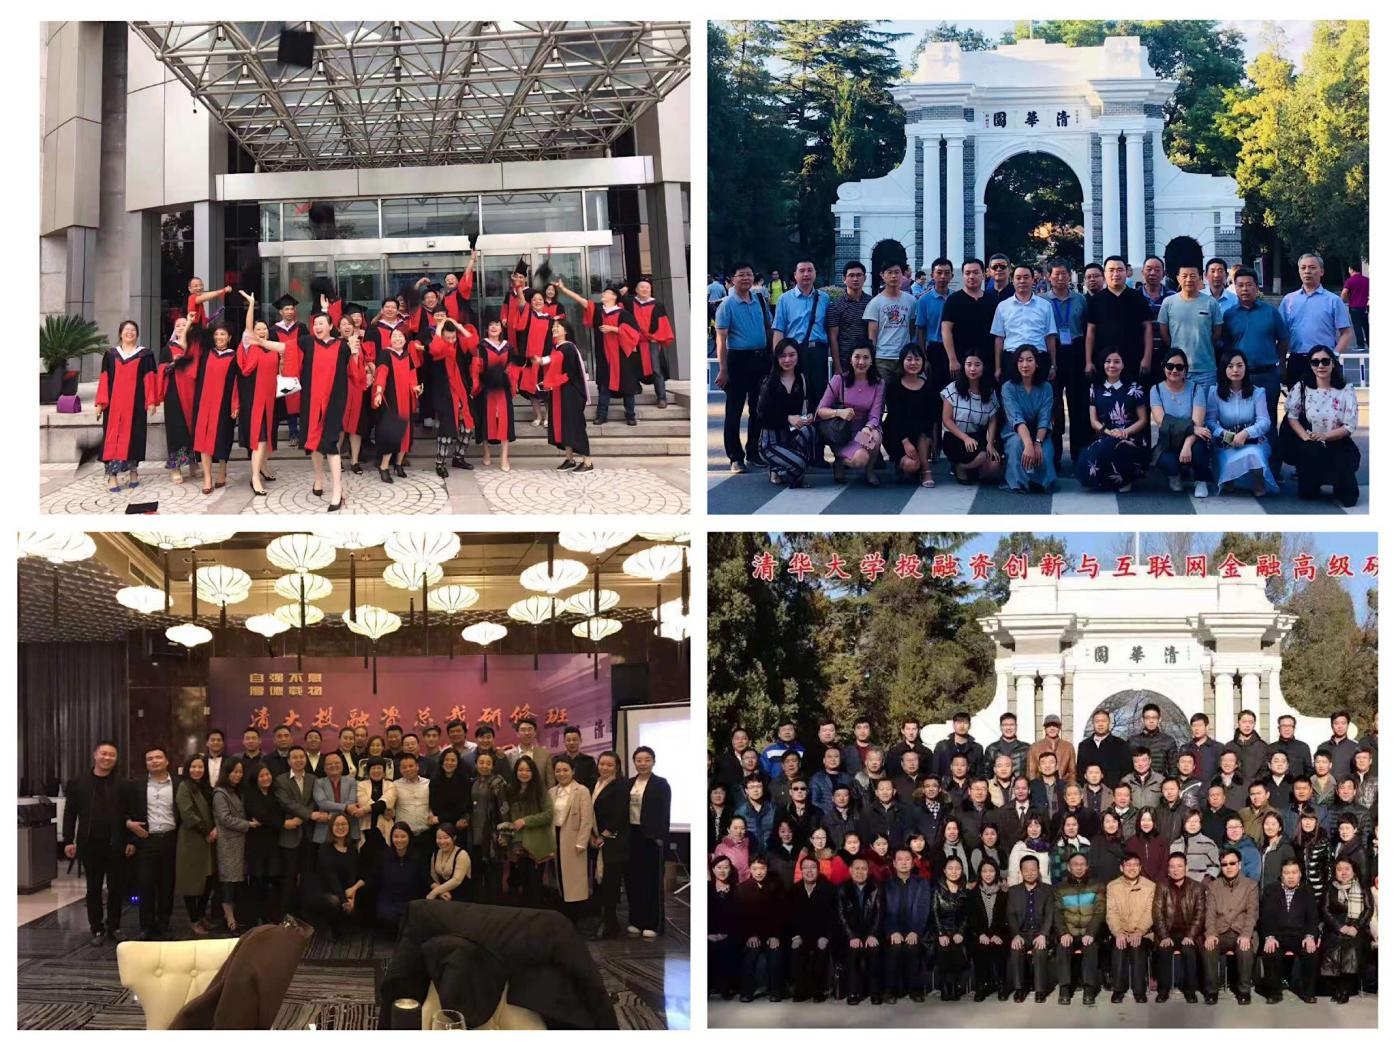 清華園
清华大学投融资创新与互联网金融高级研
清華園
自强不息
厚德载物
清大投融资总裁研修班
清